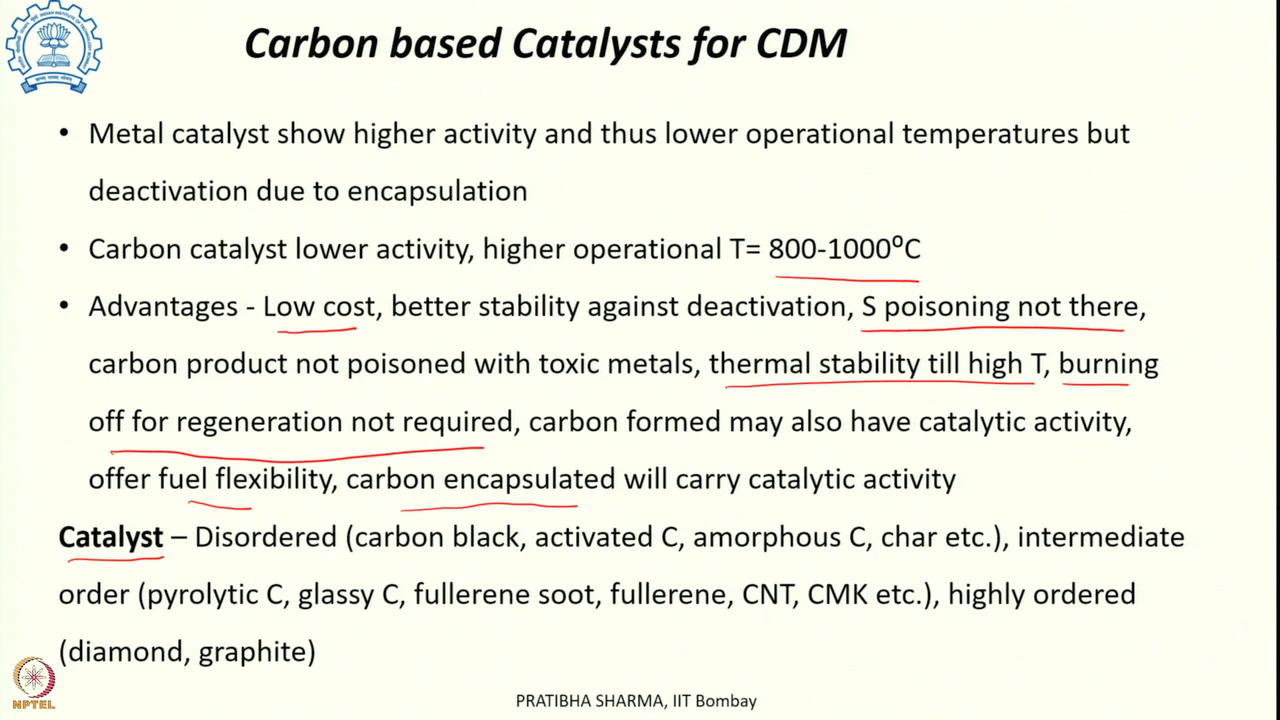 Carbon based Catalysts for CDM
• Metal catalyst show higher activity and thus lower operational temperatures but
deactivation due to encapsulation
• Carbon catalyst lower activity, higher operational T= 800-1000⁰C
• Advantages - Low cost, better stability against deactivation, S poisoning not there,
carbon product not poisoned with toxic metals, thermal stability till high T, burning
off for regeneration not required, carbon formed may also have catalytic activity,
offer fuel flexibility, carbon encapsulated will carry catalytic activity
Catalyst – Disordered (carbon black, activated C, amorphous C, char etc.), intermediate
order (pyrolytic C, glassy C, fullerene soot, fullerene, CNT, CMK etc.), highly ordered
(diamond, graphite)
NPTEL
PRATIBHA SHARMA, IIT Bombay